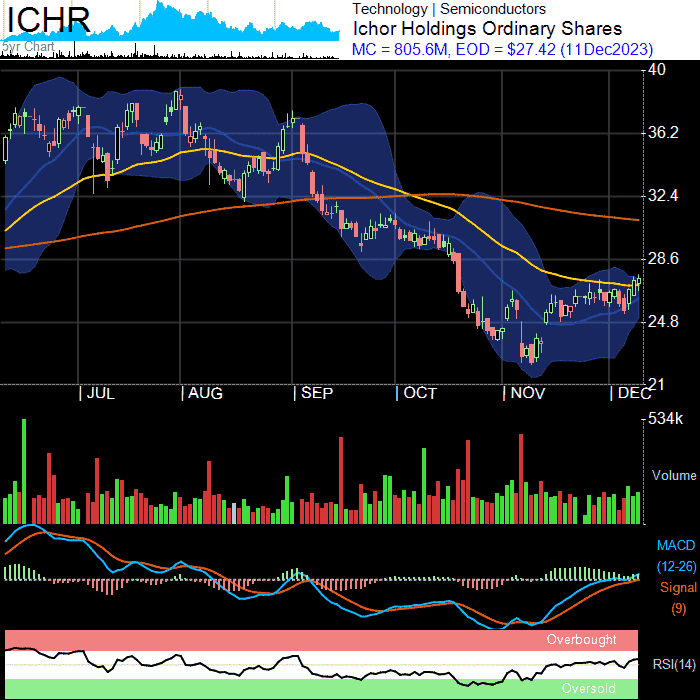 ICHR
5yr Chart
Technology | Semiconductors
Ichor Holdings Ordinary Shares
MC = 805.6M, EOD = $27.42 (11Dec2023)
40
36.2
32.4
28.6
24.8
21
JUL
AUG
SEP
OCT
NOV
DEC
534k
Volume
MACD
(12-26)
Signal
(9)
Overbought
RSI(14)
Oversold